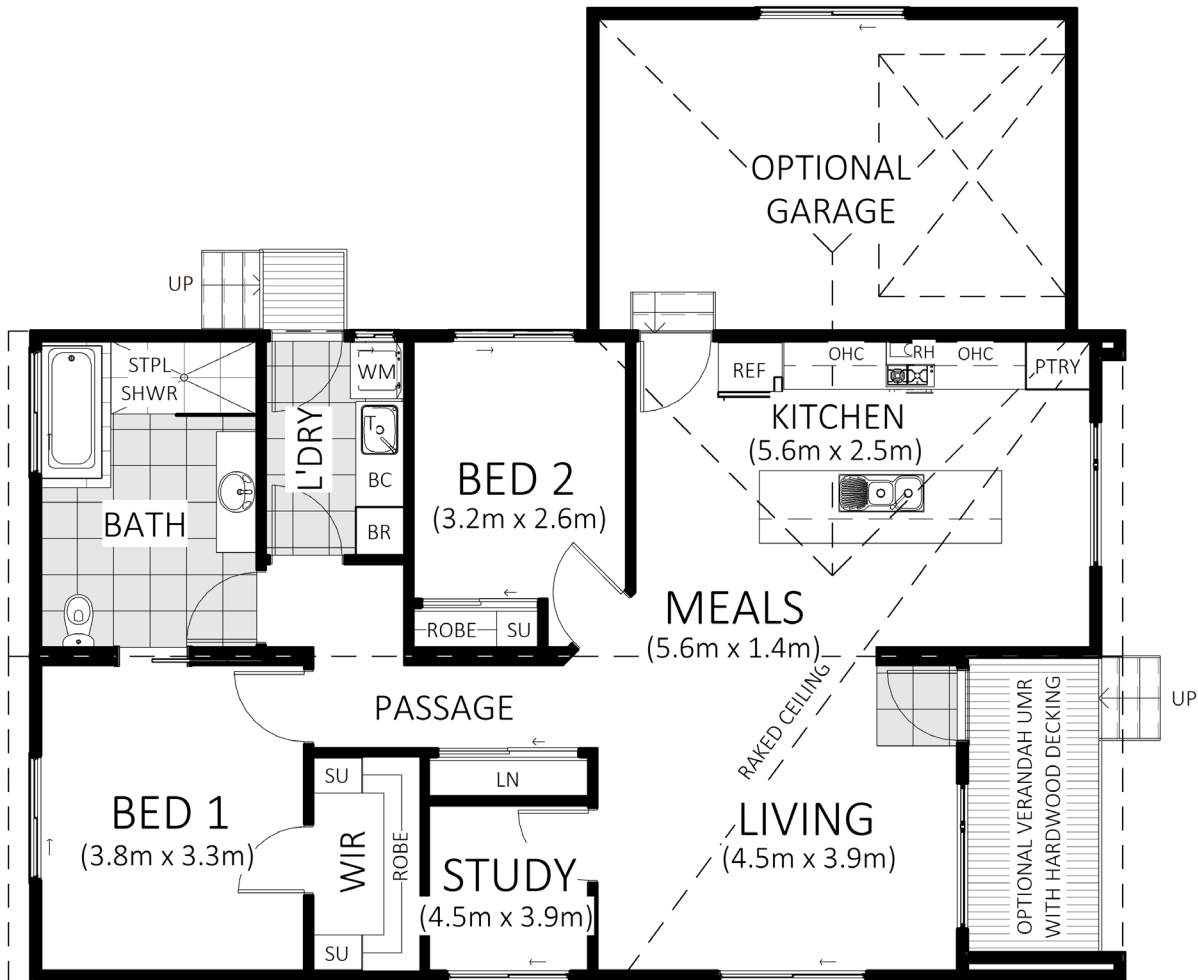 OPTIONAL
GARAGE
UP
STPL
SHWR
WM
T
L'DRY
BC
BR
BATH
BED 2
(3.2m x 2.6m)
ROBE
SU
REF
OHC
RH
OHC
PTRY
KITCHEN
(5.6m x 2.5m)
MEALS
(5.6m x 1.4m)
PASSAGE
RAKED CEILING
UP
OPTIONAL VERANDAH UMR
WITH HARDWOOD DECKING
BED 1
(3.8m x 3.3m)
SU
WIR
ROBE
SU
LN
STUDY
(4.5m x 3.9m)
LIVING
(4.5m x 3.9m)